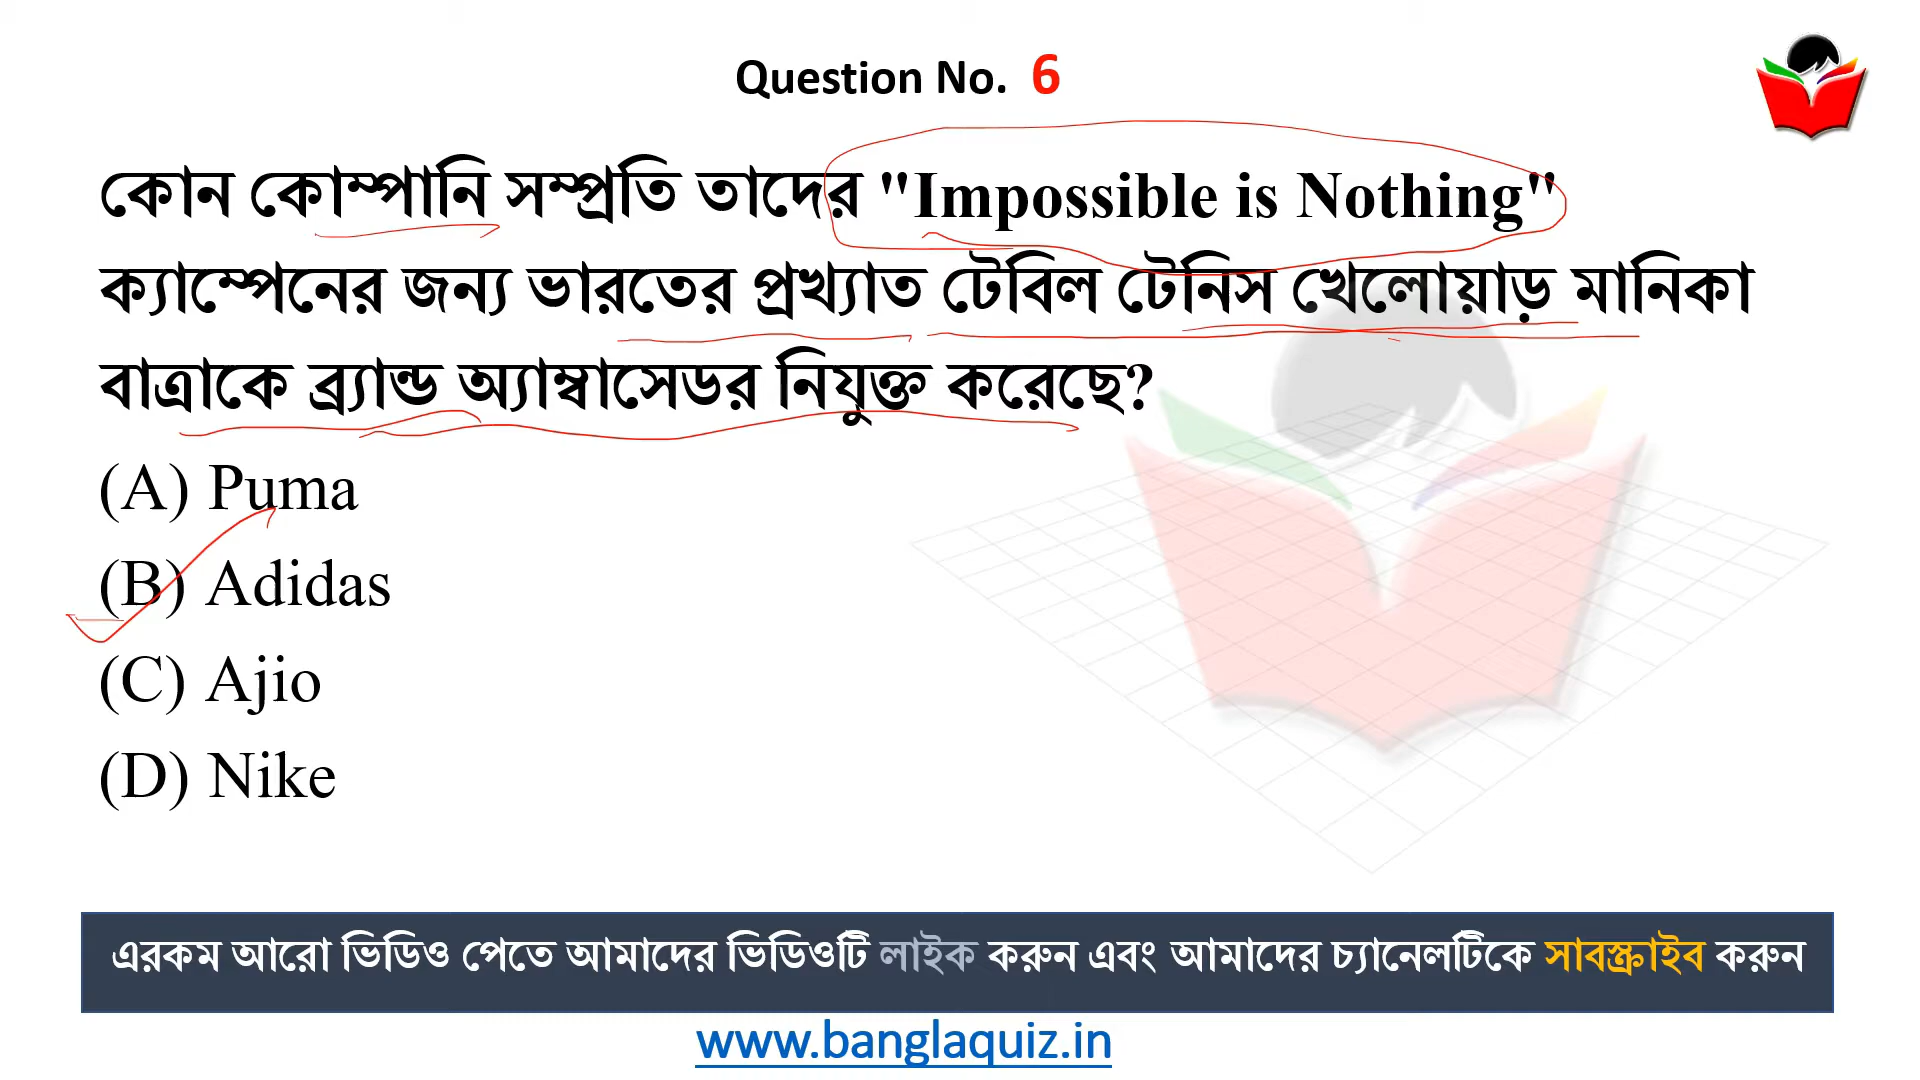 Question No. 6
কোন কোম্পানি সম্প্রতি তাদের "Impossible is Nothing"
ক্যাম্পেনের জন্য ভারতের প্রখ্যাত টেবিল টেনিস খেলোয়াড় মানিকা
বাত্রাকে ব্র্যান্ড অ্যাম্বাসেডর নিযুক্ত করেছে?
(A) Puma
(B) Adidas
(C) Ajio
(D) Nike
এরকম আরো ভিডিও পেতে আমাদের ভিডিওটি লাইক করুন এবং আমাদের চ্যানেলটিকে সাবস্ক্রাইব করুন
www.banglaquiz.in